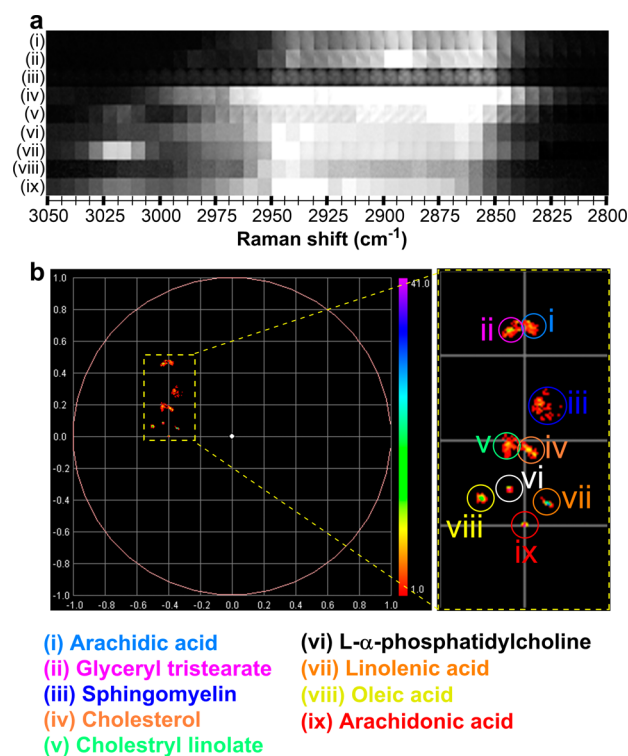 a
(i)
(ii)
(iii)
(iv)
(v)
(vi)
(vii)
(viii)
(ix)
3050 3025 3000 2975 2950 2925 2900 2875 2850 2825 2800
Raman shift (cm-1)
b
1.0
0.8
0.6
0.4
0.2
0.0
-0.2
-0.4
-0.6
-0.8
-1.0
-1.0 -0.8 -0.6 -0.4 -0.2 0.0 0.2 0.4 0.6 0.8 1.0
41.0
1.0
ii i
iii
v iv
vi
viii vii
ix
(i) Arachidic acid
(ii) Glyceryl tristearate
(iii) Sphingomyelin
(iv) Cholesterol
(v) Cholestryl linolate
(vi) L-α-phosphatidylcholine
(vii) Linolenic acid
(viii) Oleic acid
(ix) Arachidonic acid